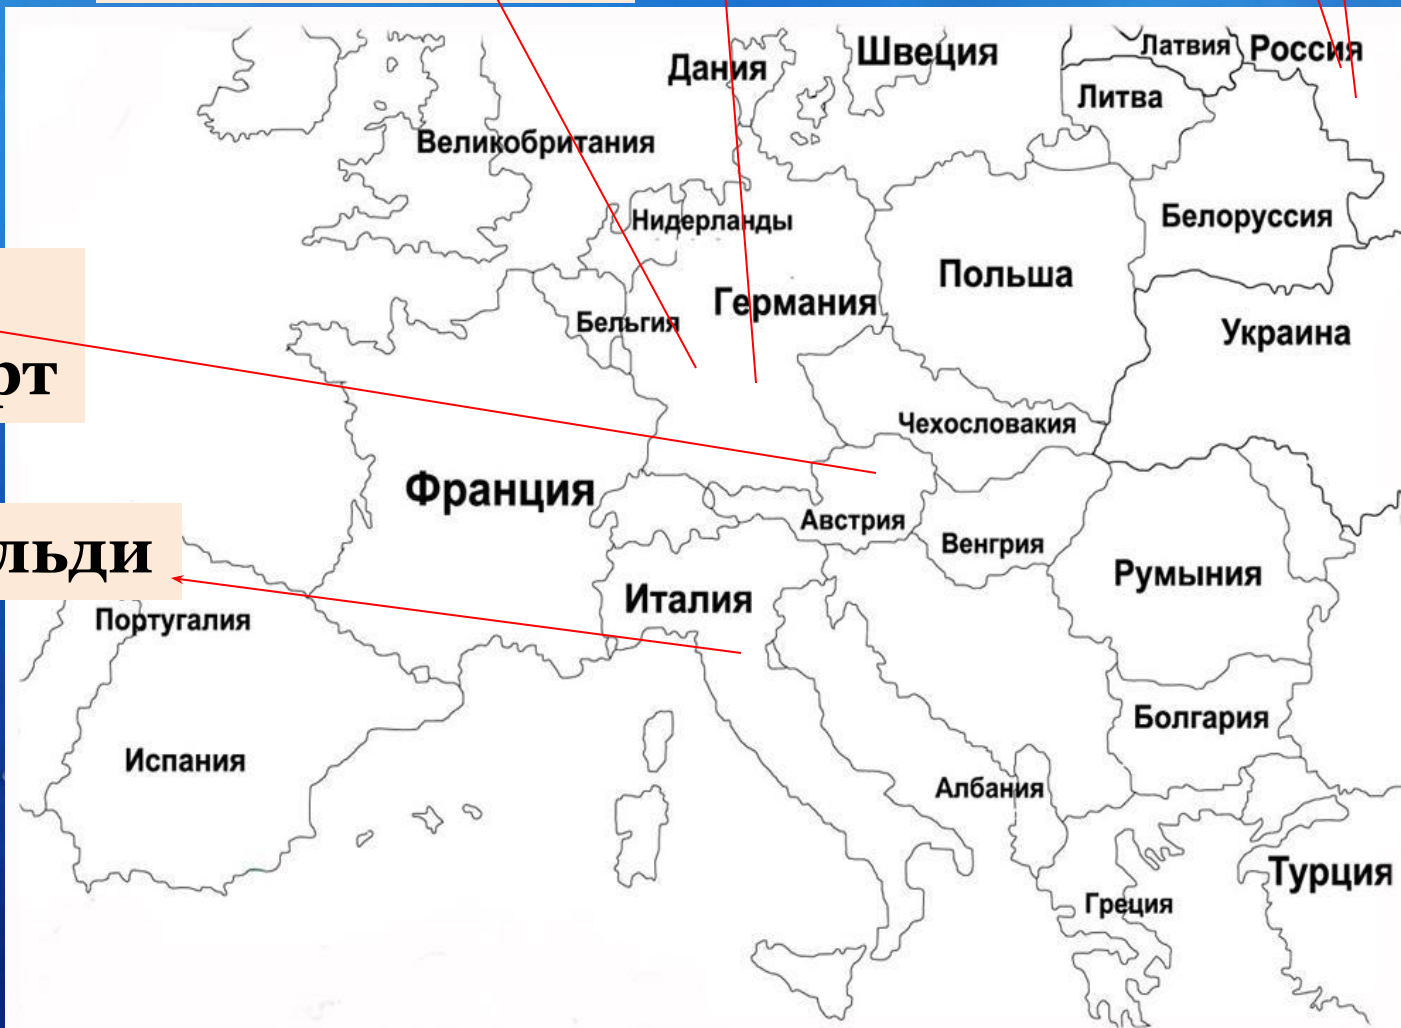 Дания
Швеция
Латвия
Россия
Литва
Великобритания
Нидерланды
Белоруссия
Польша
Германия
Бельгия
Украина
рт
Чехословакия
Франция
Австрия
Венгрия
льди
Румыния
Италия
Португалия
Болгария
Испания
Албания
Турция
Греция